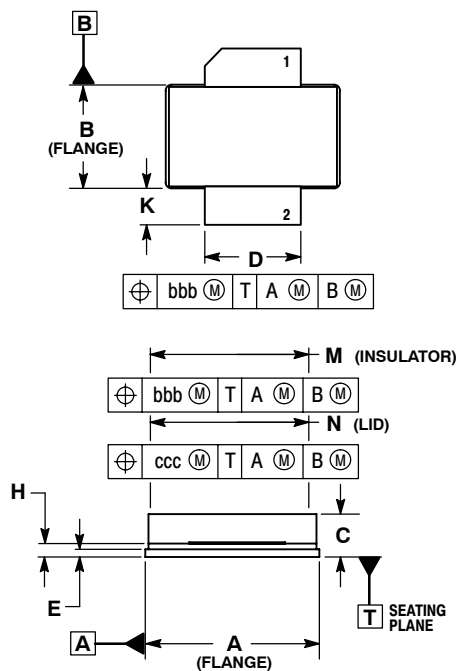 B
1
B
(FLANGE)
K
2
D
⌖ bbb Ⓜ T A Ⓜ B Ⓜ
M (INSULATOR)
⌖ bbb Ⓜ T A Ⓜ B Ⓜ
N (LID)
⌖ ccc Ⓜ T A Ⓜ B Ⓜ
H
C
E
T SEATING
PLANE
A
A
(FLANGE)